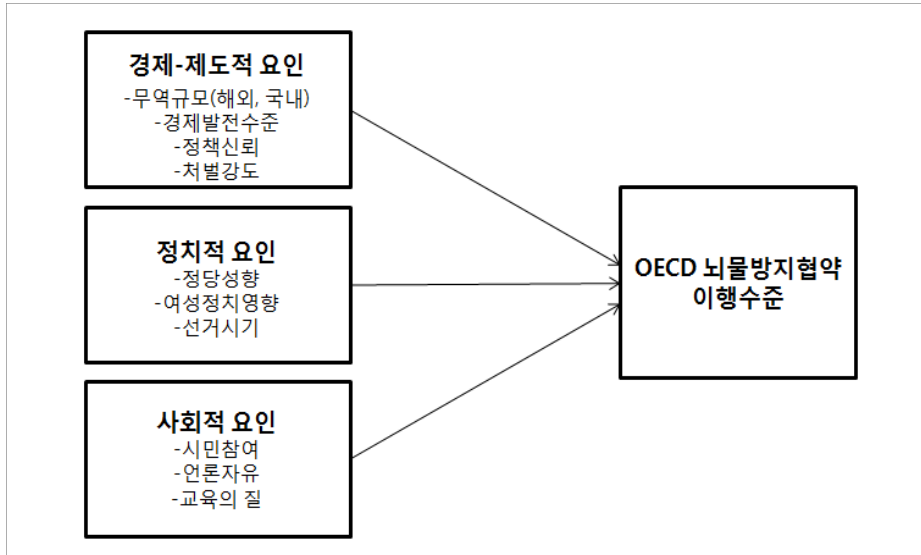 경제-제도적 요인
-무역규모(해외, 국내)
-경제발전수준
-정책신뢰
-처벌강도
정치적 요인
-정당성향
-여성정치영향
-선거시기
사회적 요인
-시민참여
-언론자유
-교육의 질
OECD 뇌물방지협약
이행수준